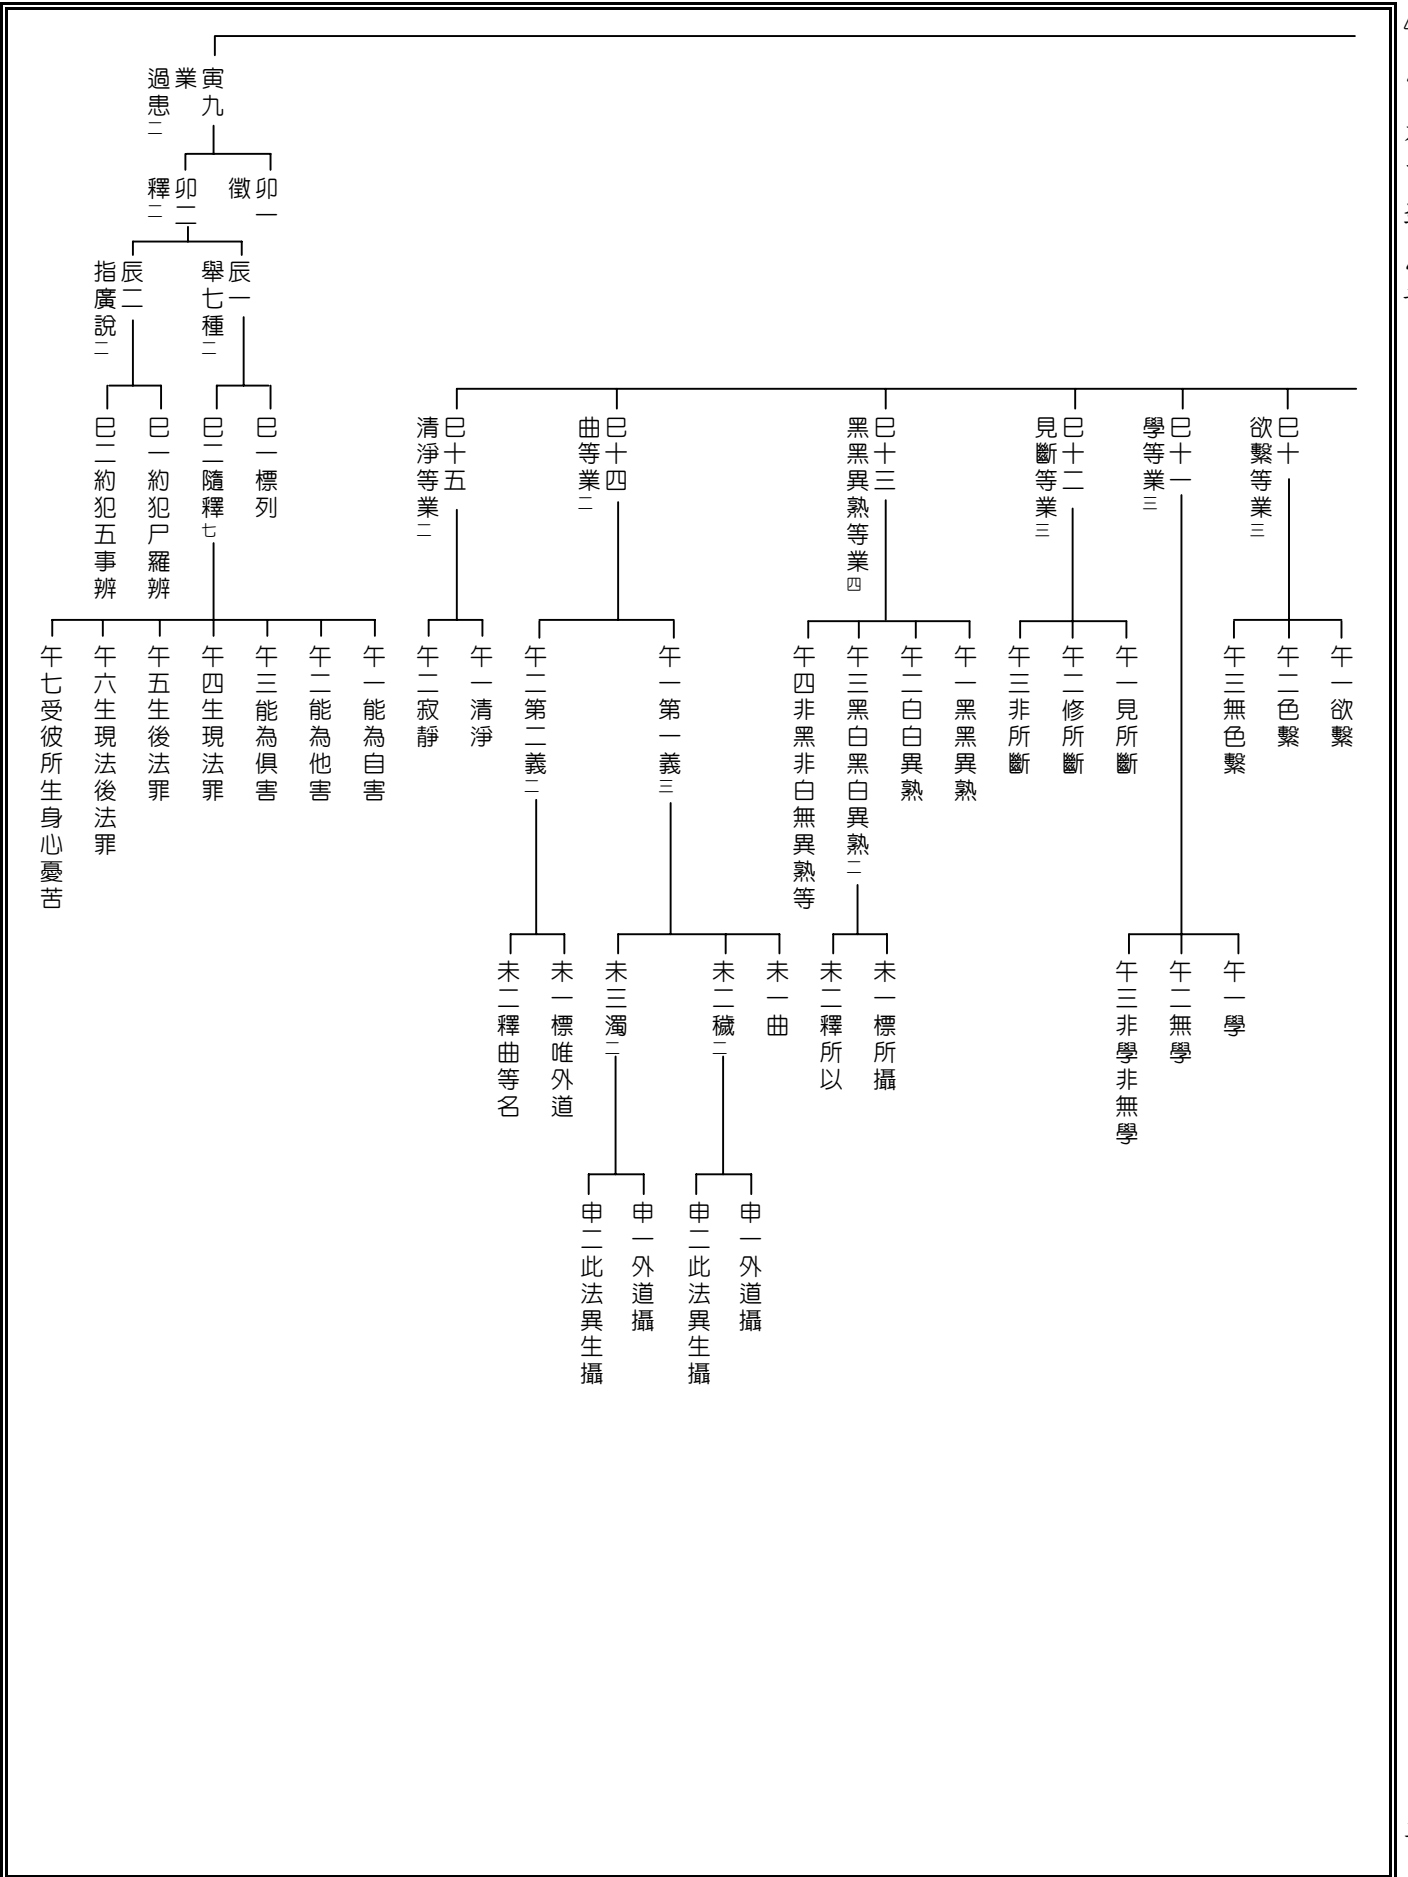 巳十
欲繫等業三
午一欲繫
午二色繫
午三無色繫
巳十一
學等業三
午一學
午二無學
午三非學非無學
巳十二
見斷等業三
午一見所斷
午二修所斷
午三非所斷
巳十三
黑黑異熟等業四
午一黑黑異熟
午二白白異熟
午三黑白黑白異熟二
未一標所攝
未二釋所以
午四非黑非白無異熟等
巳十四
曲等業二
午一第一義三
未一曲
未二穢二
申一外道攝
申二此法異生攝
未三濁二
申一外道攝
申二此法異生攝
午二第二義二
未一標唯外道
未二釋曲等名
巳十五
清淨等業二
午一清淨
午二寂靜
寅九
業
過患二
卯一
徵
卯二
釋二
辰一
舉七種二
巳一標列
巳二隨釋七
午一能為自害
午二能為他害
午三能為俱害
午四生現法罪
午五生後法罪
午六生現法後法罪
午七受彼所生身心憂苦
辰二
指廣說二
巳一約犯尸羅辨
巳二約犯五事辨